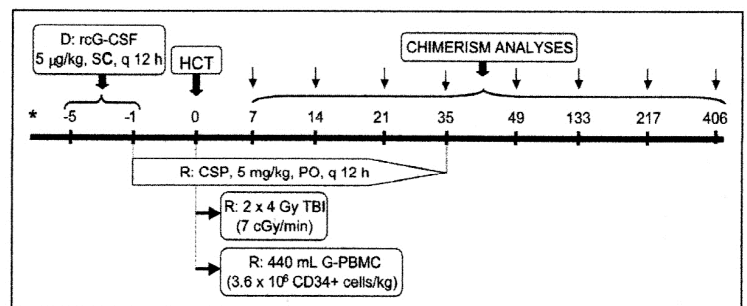 D: rcG-CSF
5 µg/kg, SC, q 12 h
HCT
CHIMERISM ANALYSES
* -5 -1 0 7 14 21 35 49 133 217 406
R: CSP, 5 mg/kg, PO, q 12 h
R: 2 x 4 Gy TBI
(7 cGy/min)
R: 440 mL G-PBMC
(3.6 x 10⁶ CD34+ cells/kg)